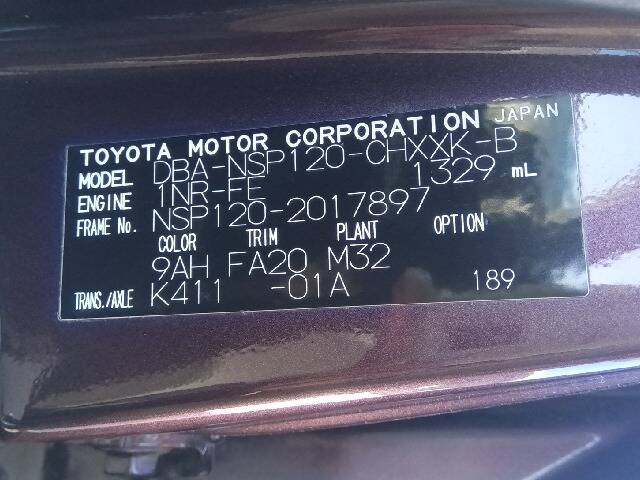 TOYOTA MOTOR CORPORATION JAPAN
MODEL DBA-NSP120-CHXXK-B
ENGINE 1NR-FE 1329 mL
FRAME No. NSP120-2017897
COLOR TRIM PLANT OPTION
9AH FA20 M32
TRANS./AXLE K411 -01A 189